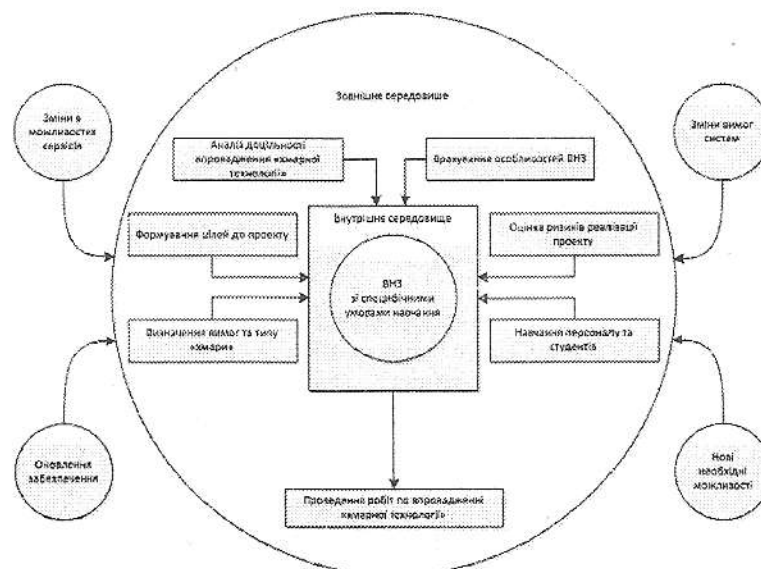 Зовнішнє середовище
Зміни в
можливостях
сервісів
Зміни вимог
систем
Аналіз доцільності
впровадження «хмарної
технології»
Врахування особливостей ВНЗ
Внутрішнє середовище
Формування цілей до проекту
Оцінка ризиків реалізації
проекту
ВНЗ
зі специфічними
умовами навчання
Визначення вимог та типу
«хмари»
Навчання персоналу та
студентів
Оновлення
забезпечення
Нові
необхідні
можливості
Проведення робіт по впровадженні
«хмарної технології»